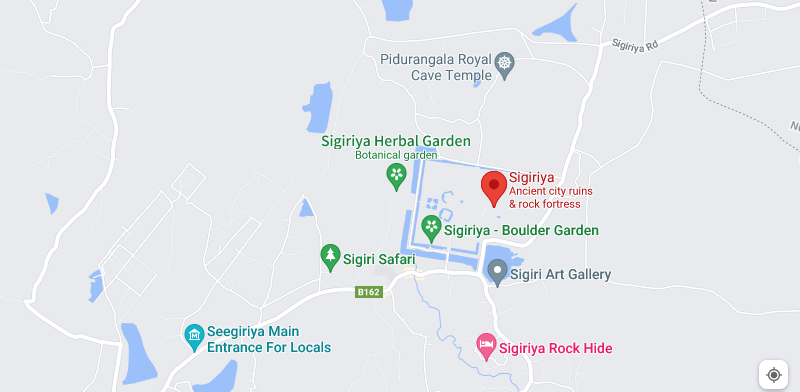 Sigiriya Rd
Pidurangala Royal
Cave Temple
Sigiriya Herbal Garden
Botanical garden
Sigiriya
Ancient city ruins
& rock fortress
Sigiriya - Boulder Garden
Sigiri Safari
Sigiri Art Gallery
B162
Seegiriya Main
Entrance For Locals
Sigiriya Rock Hide